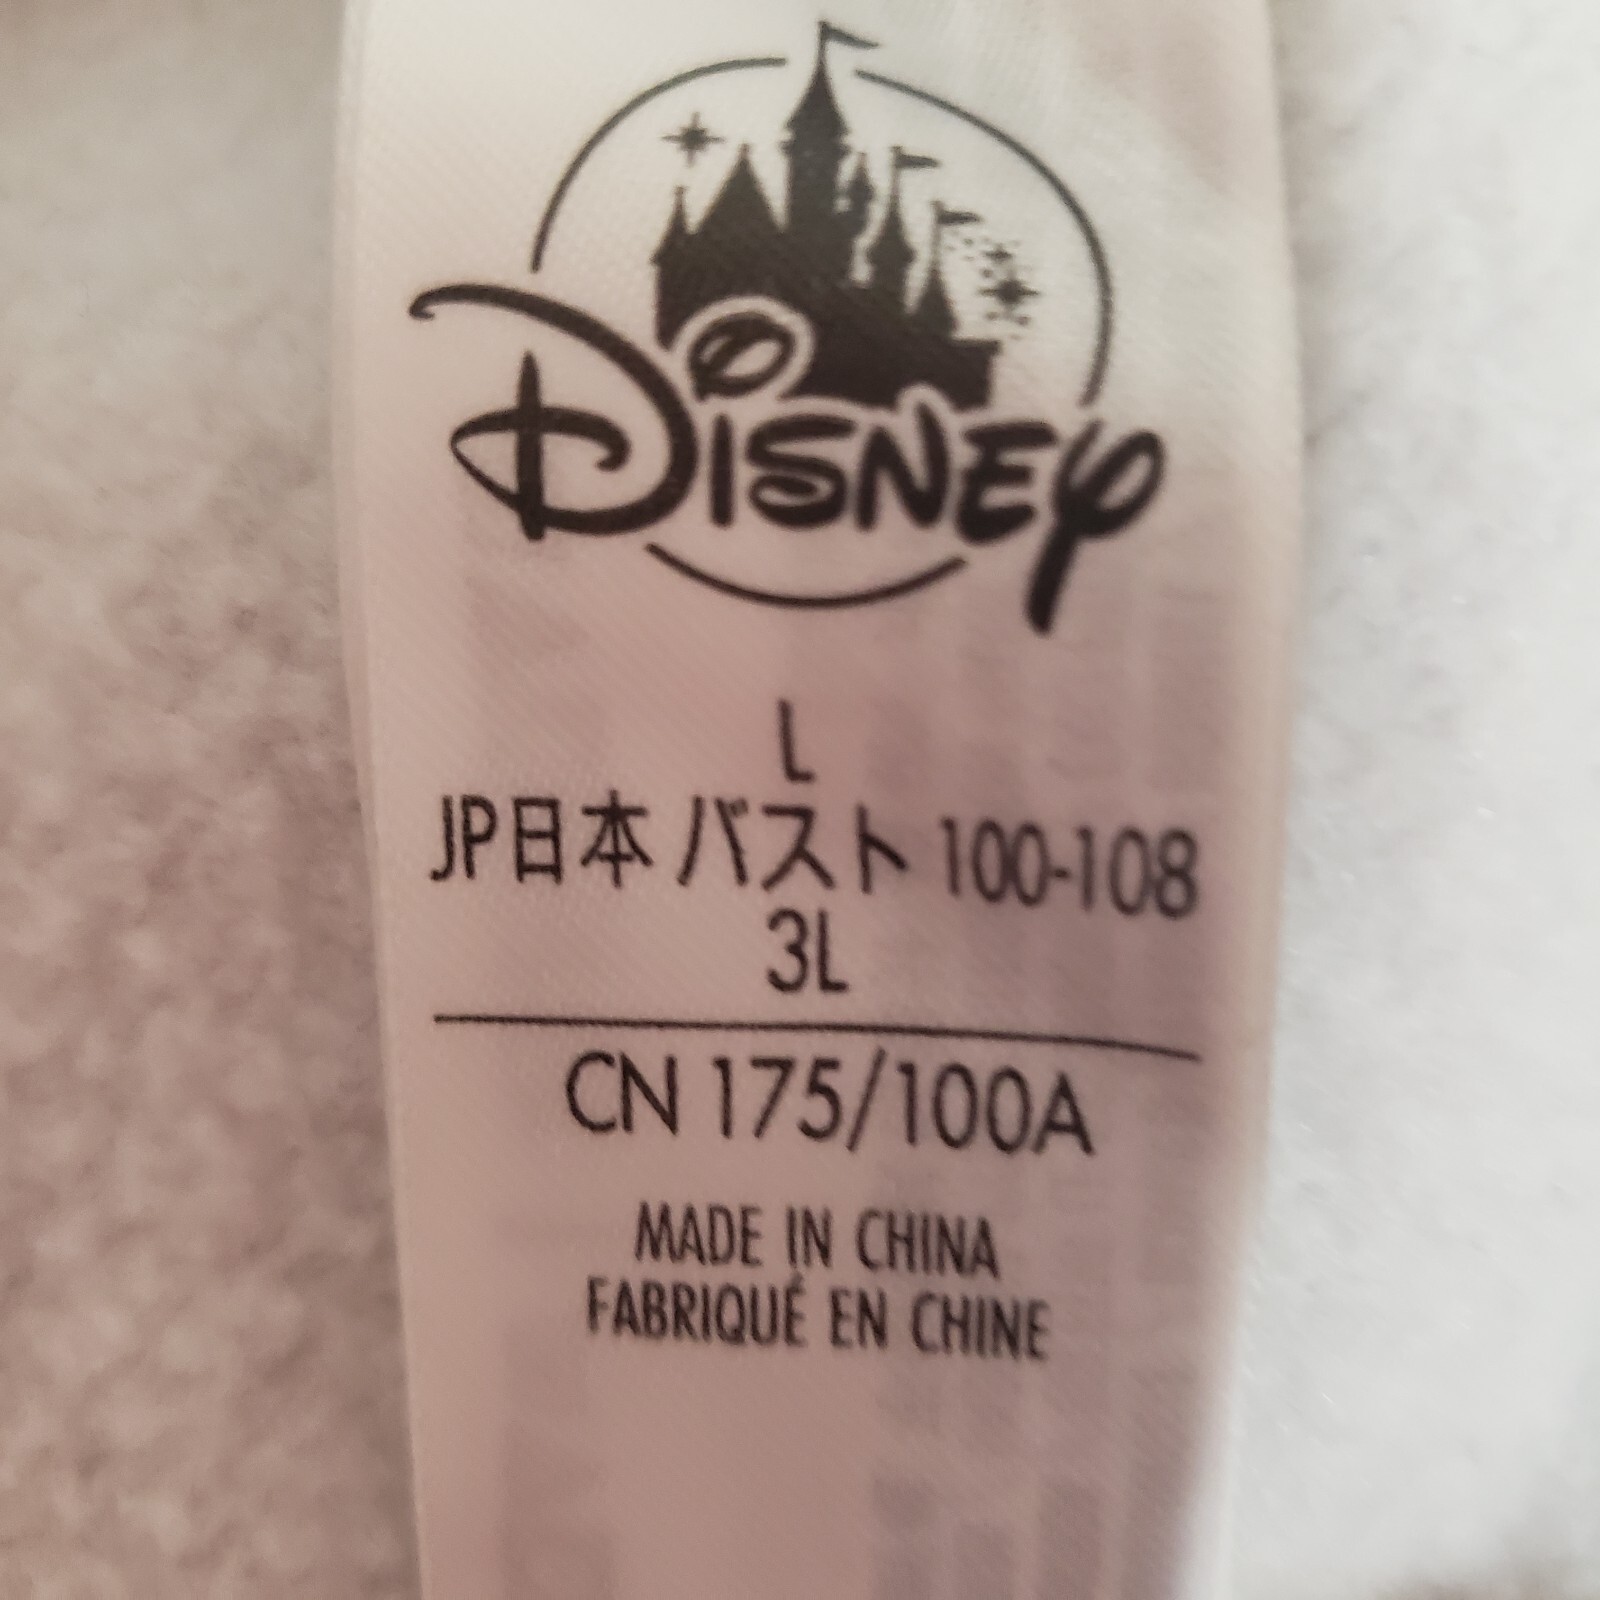 DISNEY
L
JP日本 バスト 100-108
3L
CN 175/100A
MADE IN CHINA
FABRIQUÉ EN CHINE